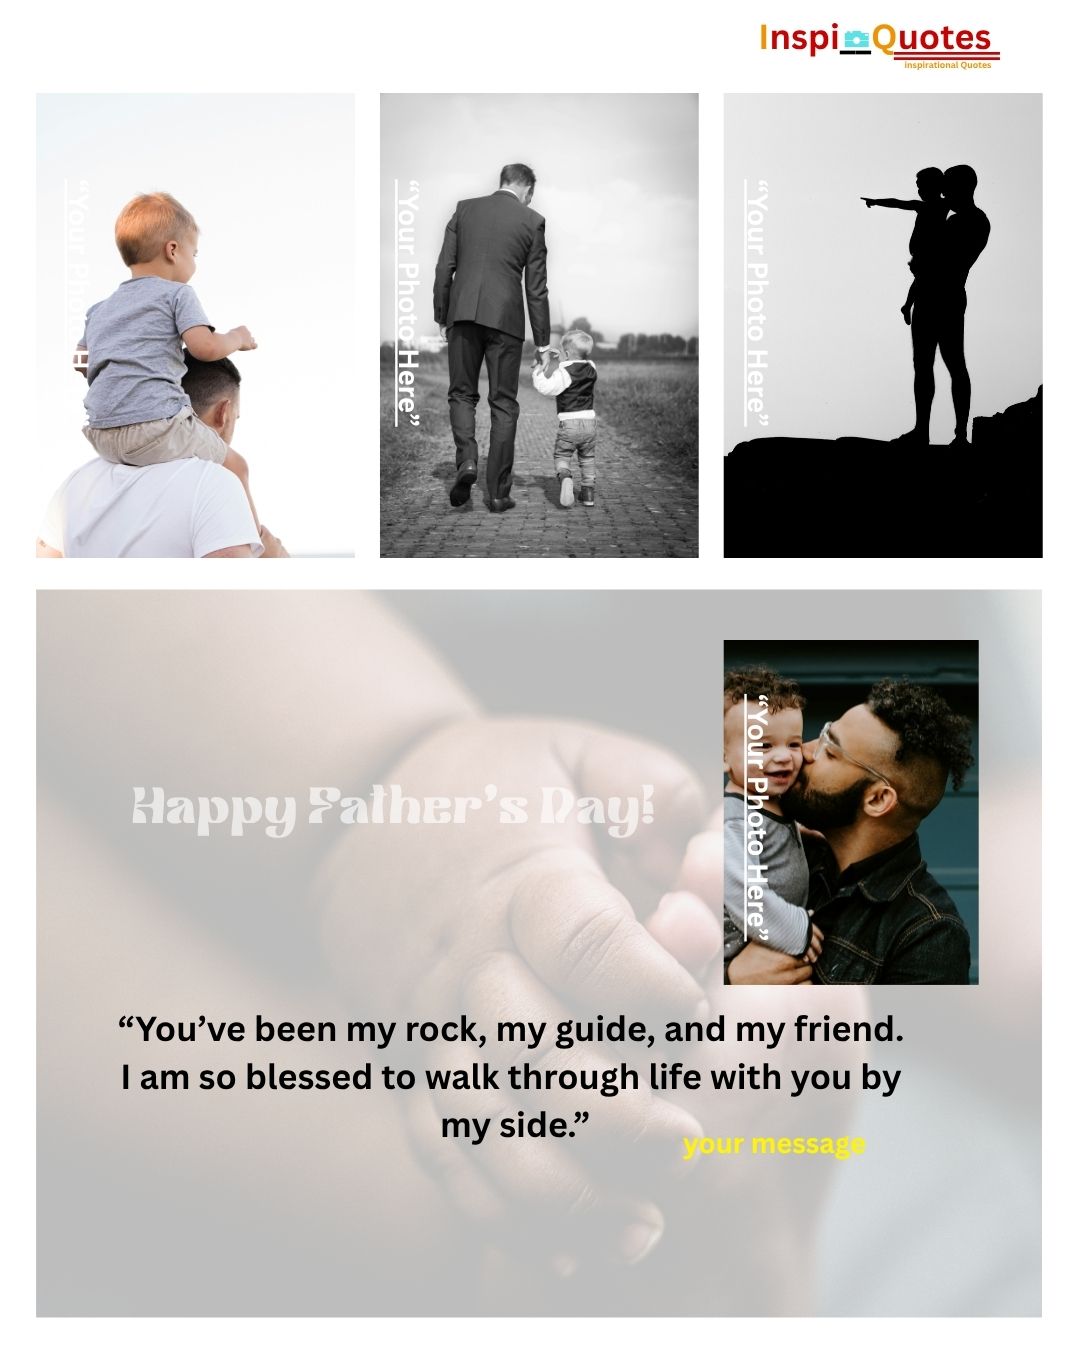 Inspi Quotes
inspirational Quotes
“Your Photo H
“Your Photo Here”
“Your Photo Here”
“Your Photo Here”
Happy Father’s Day!
“You’ve been my rock, my guide, and my friend.
I am so blessed to walk through life with you by
my side.”
your message